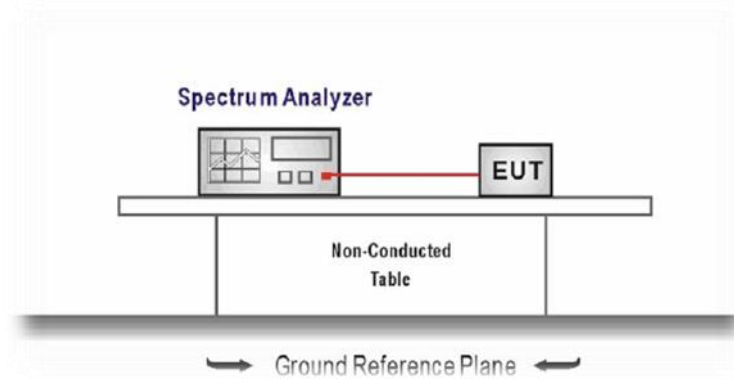 Spectrum Analyzer
EUT
Non-Conducted
Table
Ground Reference Plane